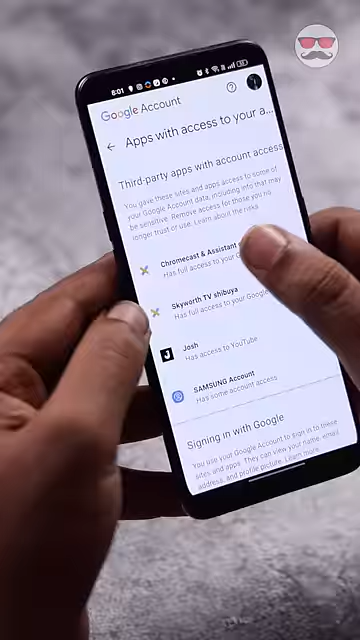 8:01
Google Account
Apps with access to your a...
Third-party apps with account access
You gave these sites and apps access to some of
your Google Account data, including info that may
be sensitive. Remove access for those you no
longer trust or use. Learn about the risks
Chromecast & Assistant
Has full access to your G
Skyworth TV shibuya
Has full access to your Google
J
Josh
Has access to YouTube
SAMSUNG Account
Has some account access
Signing in with Google
You use your Google Account to sign in to these
sites and apps. They can view your name, email
address, and profile picture. Learn more